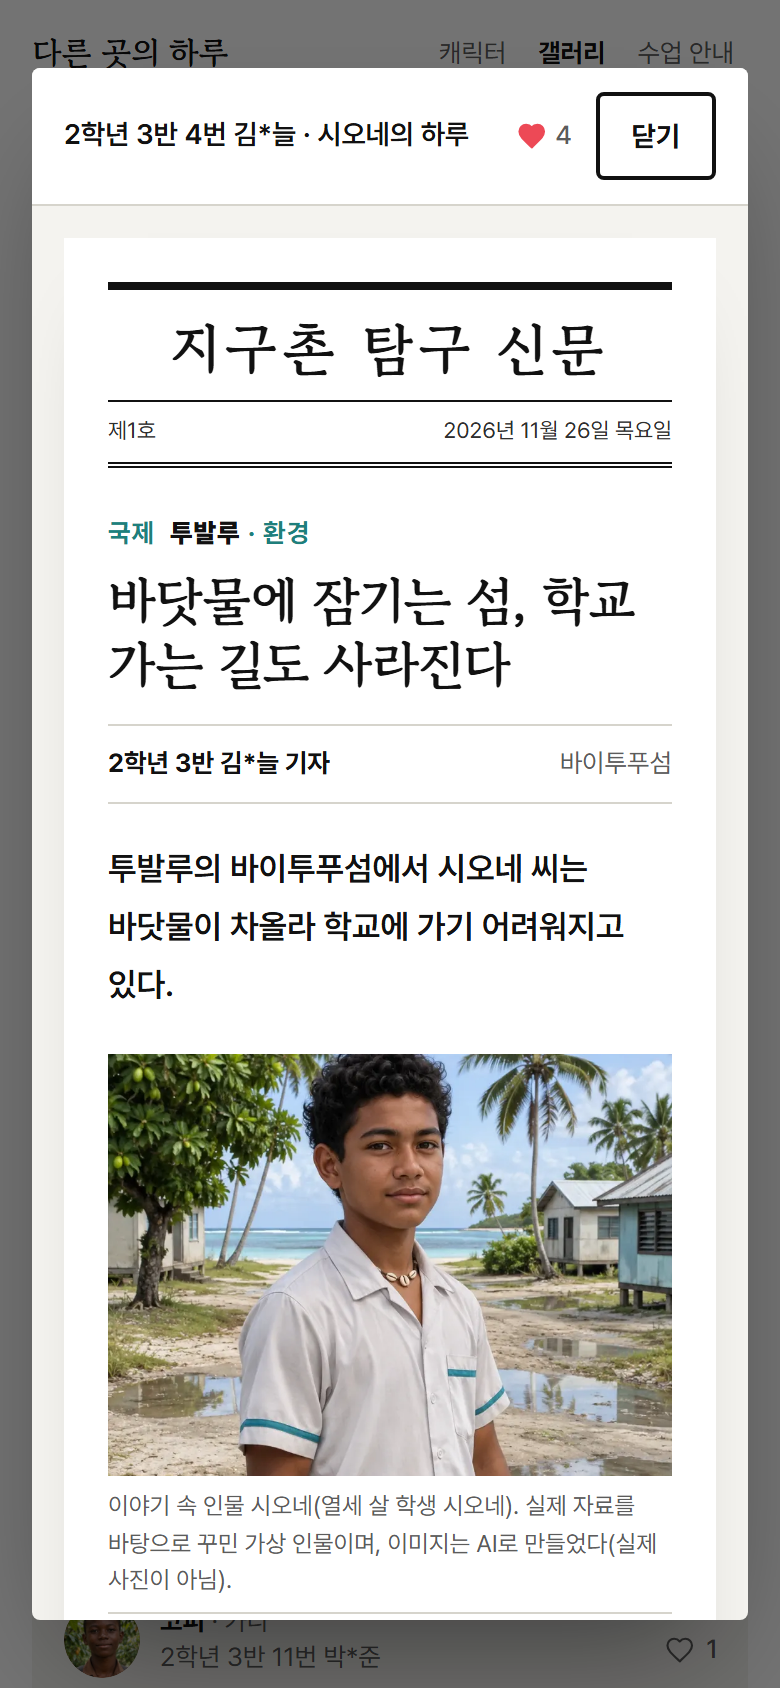 다른 곳의 하루
캐릭터 갤러리 수업 안내
2학년 3반 4번 김*늘 · 시오네의 하루
4
닫기
지구촌 탐구 신문
제1호
2026년 11월 26일 목요일
국제 투발루 · 환경
바닷물에 잠기는 섬, 학교
가는 길도 사라진다
2학년 3반 김*늘 기자
바이투푸섬
투발루의 바이투푸섬에서 시오네 씨는
바닷물이 차올라 학교에 가기 어려워지고
있다.
이야기 속 인물 시오네(열세 살 학생 시오네). 실제 자료를
바탕으로 꾸민 가상 인물이며, 이미지는 AI로 만들었다(실제
사진이 아님).
2학년 3반 11번 박*준
1